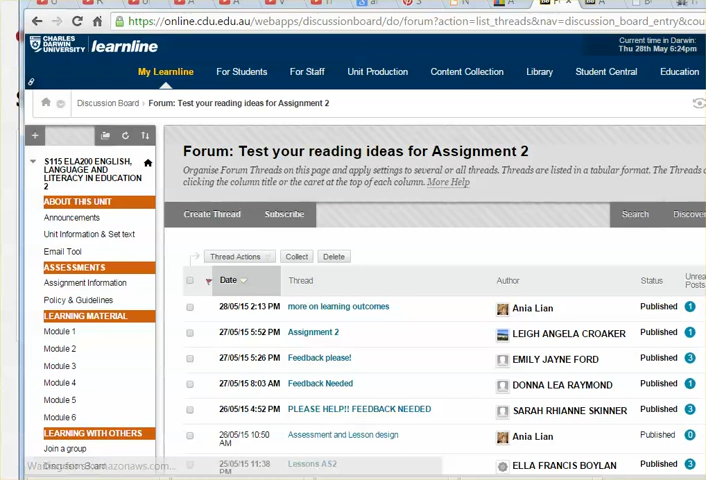 https://online.cdu.edu.au/webapps/discussionboard/do/forum?action=list_threads&nav=discussion_board_entry&cou
CHARLES DARWIN UNIVERSITY learnline
Current time in Darwin:
Thu 28th May 6:24pm
My Learnline For Students For Staff Unit Production Content Collection Library Student Central Education
Discussion Board Forum: Test your reading ideas for Assignment 2
S115 ELA200 ENGLISH, LANGUAGE AND LITERACY IN EDUCATION 2
ABOUT THIS UNIT
Announcements
Unit Information & Set text
Email Tool
ASSESSMENTS
Assignment Information
Policy & Guidelines
LEARNING MATERIAL
Module 1
Module 2
Module 3
Module 4
Module 5
Module 6
LEARNING WITH OTHERS
Join a group
Forum: Test your reading ideas for Assignment 2
Organise Forum Threads on this page and apply settings to several or all threads. Threads are listed in a tabular format. The Threads
clicking the column title or the caret at the top of each column. More Help
Create Thread Subscribe Search Discover
Thread Actions Collect Delete
Date Thread Author Status Unread Posts
28/05/15 2:13 PM more on learning outcomes Ania Lian Published 1
27/05/15 5:52 PM Assignment 2 LEIGH ANGELA CROAKER Published 1
27/05/15 5:26 PM Feedback please! EMILY JAYNE FORD Published 3
27/05/15 8:03 AM Feedback Needed DONNA LEA RAYMOND Published 1
26/05/15 4:52 PM PLEASE HELP!! FEEDBACK NEEDED SARAH RHIANNE SKINNER Published 3
26/05/15 10:50 AM Assessment and Lesson design Ania Lian Published 0
25/05/15 11:38 PM Lessons AS2 ELLA FRANCIS BOYLAN Published 3